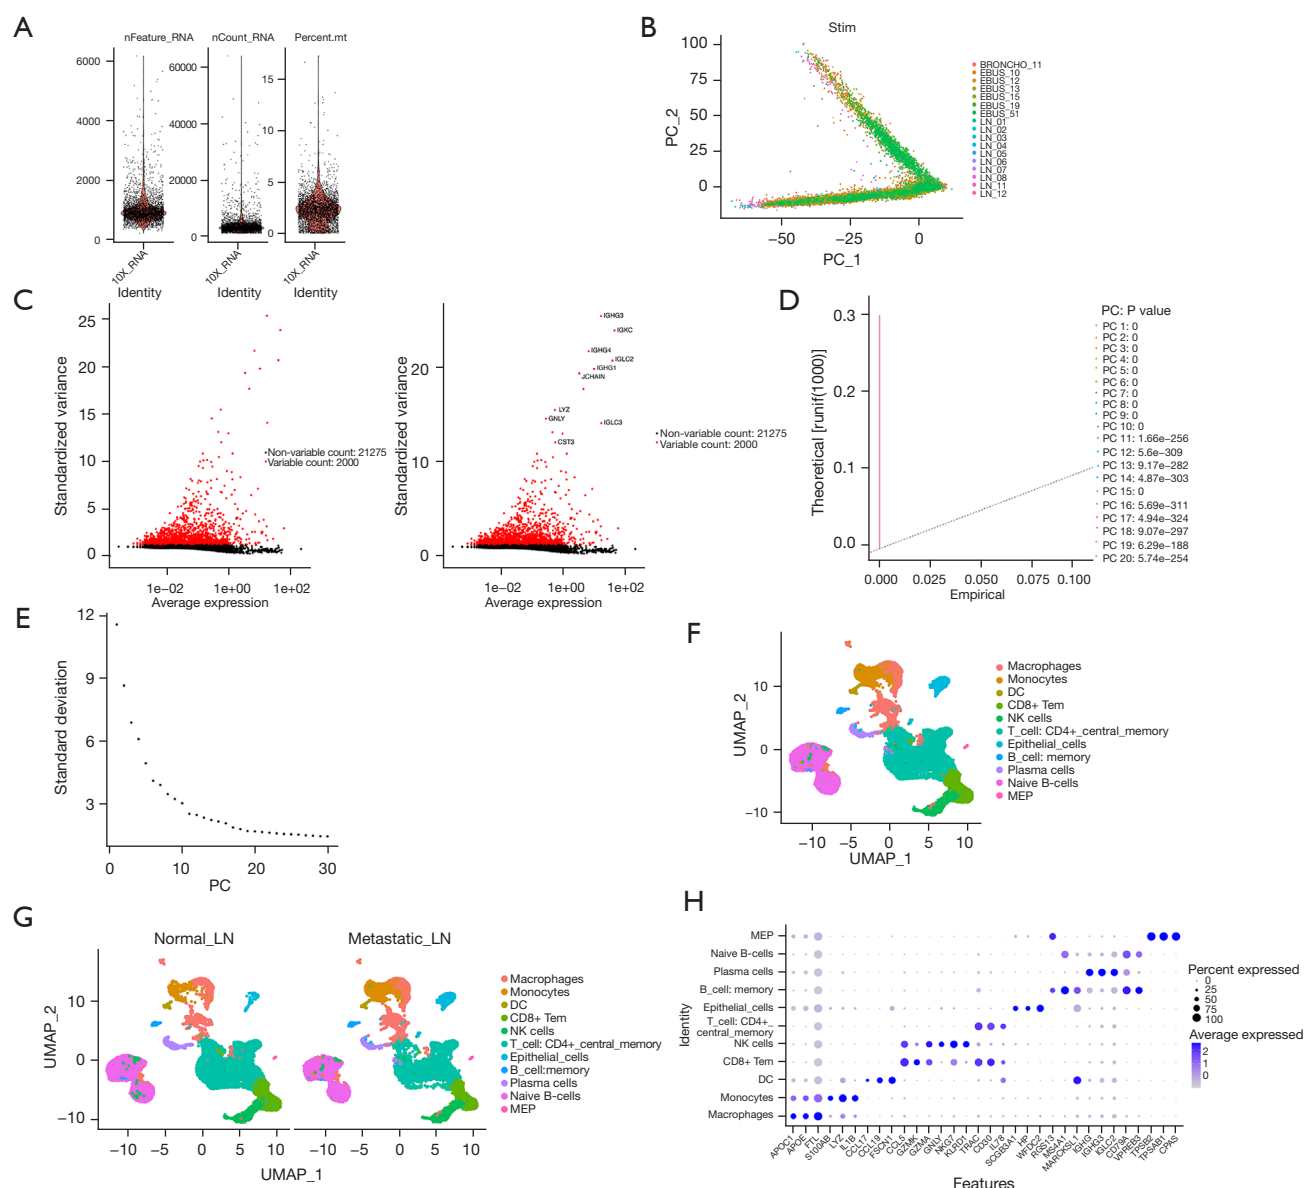 A
nFeature_RNA
nCount_RNA
Percent.mt
6000
4000
2000
0
60000
40000
20000
0
15
10
5
0
10X_RNA
10X_RNA
10X_RNA
Identity
Identity
Identity
B
Stim
PC_2
100
75
50
25
0
−50
−25
0
PC_1
BRONCHO_11
EBUS_10
EBUS_12
EBUS_13
EBUS_15
EBUS_19
EBUS_51
LN_01
LN_02
LN_03
LN_04
LN_05
LN_06
LN_07
LN_08
LN_11
LN_12
C
Standardized variance
25
20
15
10
5
0
1e−02
1e+00
1e+02
Average expression
Non-variable count: 21275
Variable count: 2000
Standardized variance
20
10
0
IGHG3
IGKC
IGHG4
IGLC2
IGHG1
JCHAIN
LYZ
GNLY
IGLC3
CST3
1e−02
1e+00
1e+02
Average expression
Non-variable count: 21275
Variable count: 2000
D
Theoretical [runif(1000)]
0.3
0.2
0.1
0.0
0.000
0.025
0.050
0.075
0.100
Empirical
PC: P value
PC 1: 0
PC 2: 0
PC 3: 0
PC 4: 0
PC 5: 0
PC 6: 0
PC 7: 0
PC 8: 0
PC 9: 0
PC 10: 0
PC 11: 1.66e−256
PC 12: 5.6e−309
PC 13: 9.17e−282
PC 14: 4.87e−303
PC 15: 0
PC 16: 5.69e−311
PC 17: 4.94e−324
PC 18: 9.07e−297
PC 19: 6.29e−188
PC 20: 5.74e−254
E
Standard deviation
12
9
6
3
0
10
20
30
PC
F
UMAP_2
10
0
−10
−10
−5
0
5
10
UMAP_1
Macrophages
Monocytes
DC
CD8+ Tem
NK cells
T_cell: CD4+_central_memory
Epithelial_cells
B_cell: memory
Plasma cells
Naive B-cells
MEP
G
Normal_LN
Metastatic_LN
UMAP_2
10
0
−10
−10
−5
0
5
10
−10
−5
0
5
10
UMAP_1
Macrophages
Monocytes
DC
CD8+ Tem
NK cells
T_cell: CD4+_central_memory
Epithelial_cells
B_cell:memory
Plasma cells
Naive B-cells
MEP
H
Identity
MEP
Naive B-cells
Plasma cells
B_cell: memory
Epithelial_cells
T_cell: CD4+_
central_memory
NK cells
CD8+ Tem
DC
Monocytes
Macrophages
APOC1
APOE
FTL
S100AB
LYZ
IL1B
CCL17
CCL19
FSCN1
CCL5
GZMK
GZMA
GNLY
NKG7
KLRD1
TRAC
CD30
IL78
SCGB3A1
HP
WFDC2
RGS13
MS4A1
MARCKSL1
IGHG
IGHG3
IGLC2
CD79A
VPREB3
TPSB2
TPSAB1
CPAS
Features
Percent expressed
0
25
50
75
100
Average expressed
2
1
0